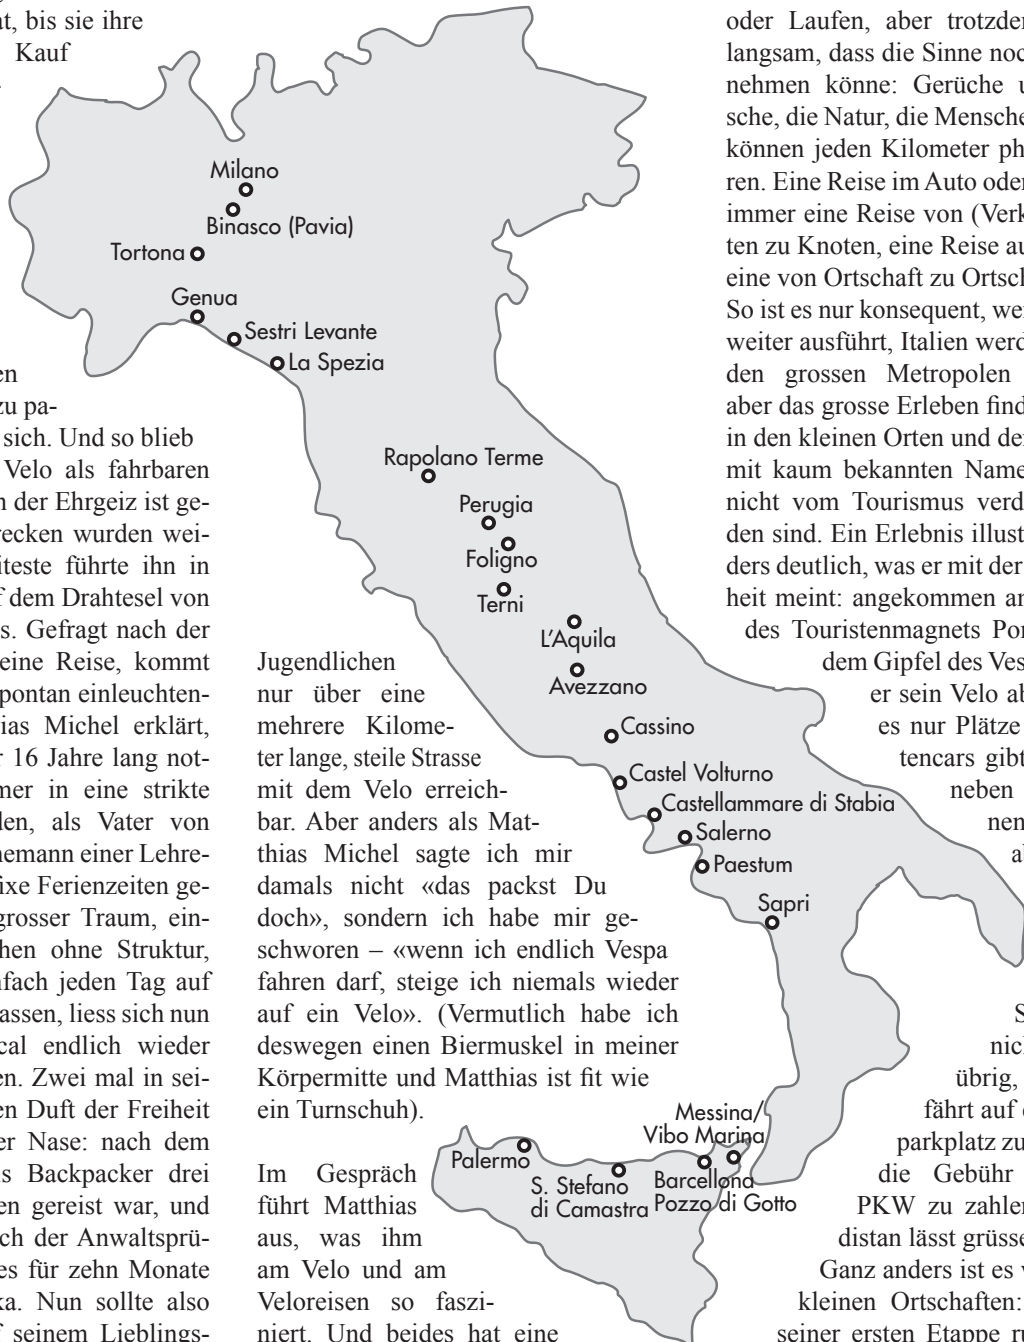 at, bis sie ihre
Kauf
en
zu pa-
sich. Und so blieb
Velo als fahrbaren
n der Ehrgeiz ist ge-
recken wurden wei-
iteste führte ihn in
f dem Drahtesel von
s. Gefragt nach der
eine Reise, kommt
pontan einleuchten-
ias Michel erklärt,
r 16 Jahre lang not-
mer in eine strikte
den, als Vater von
hemann einer Lehre-
fixe Ferienzeiten ge-
grosser Traum, ein-
hen ohne Struktur,
nfach jeden Tag auf
assen, liess sich nun
cal endlich wieder
en. Zwei mal in sei-
en Duft der Freiheit
er Nase: nach dem
s Backpacker drei
en gereist war, und
ch der Anwaltsprü-
es für zehn Monate
ka. Nun sollte also
f seinem Lieblings-
Milano
Binasco (Pavia)
Tortona
Genua
Sestri Levante
La Spezia
Rapolano Terme
Perugia
Foligno
Terni
L'Aquila
Avezzano
Cassino
Castel Volturno
Castellammare di Stabia
Salerno
Paestum
Sapri
Messina/
Vibo Marina
Palermo
S. Stefano
di Camastra
Barcellona
Pozzo di Gotto
Jugendlichen
nur über eine
mehrere Kilome-
ter lange, steile Strasse
mit dem Velo erreich-
bar. Aber anders als Mat-
thias Michel sagte ich mir
damals nicht «das packst Du
doch», sondern ich habe mir ge-
schworen – «wenn ich endlich Vespa
fahren darf, steige ich niemals wieder
auf ein Velo». (Vermutlich habe ich
deswegen einen Biermuskel in meiner
Körpermitte und Matthias ist fit wie
ein Turnschuh).
Im Gespräch
führt Matthias
aus, was ihm
am Velo und am
Veloreisen so faszi-
niert. Und beides hat eine
oder Laufen, aber trotzdem
langsam, dass die Sinne noch
nehmen könne: Gerüche u
sche, die Natur, die Mensche
können jeden Kilometer ph
ren. Eine Reise im Auto oder
immer eine Reise von (Verk
ten zu Knoten, eine Reise au
eine von Ortschaft zu Ortsch
So ist es nur konsequent, wen
weiter ausführt, Italien werd
den grossen Metropolen
aber das grosse Erleben find
in den kleinen Orten und der
mit kaum bekannten Name
nicht vom Tourismus verd
den sind. Ein Erlebnis illust
ders deutlich, was er mit der
heit meint: angekommen an
des Touristenmagnets Pom
dem Gipfel des Ves
er sein Velo ab
es nur Plätze
tencars gibt
neben
nen
ab
S
nich
übrig,
fährt auf d
parkplatz zu
die Gebühr
PKW zu zahlen
distan lässt grüsse
Ganz anders ist es v
kleinen Ortschaften:
seiner ersten Etappe ru